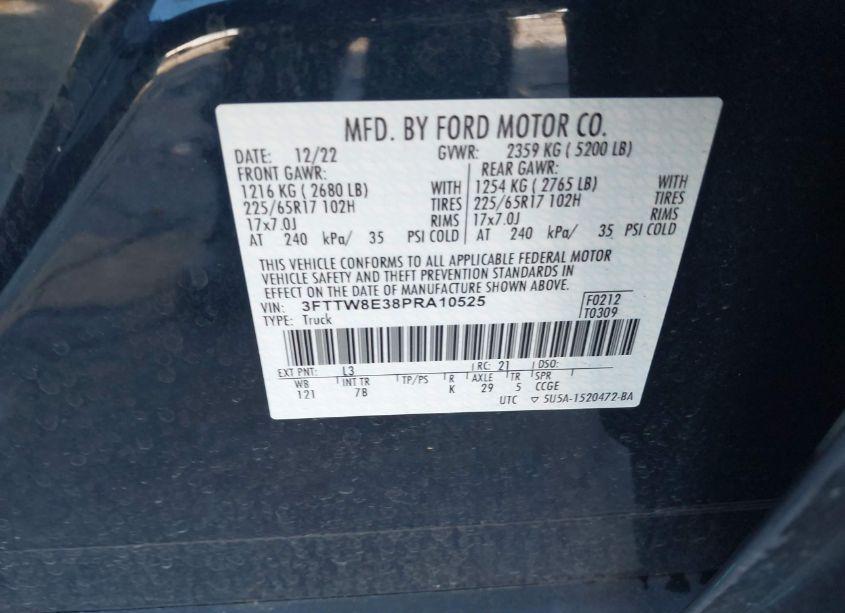 MFD. BY FORD MOTOR CO.
DATE: 12/22 GVWR: 2359 KG ( 5200 LB)
FRONT GAWR: REAR GAWR:
1216 KG ( 2680 LB) WITH 1254 KG ( 2765 LB) WITH
225/65R17 102H TIRES 225/65R17 102H TIRES
17x7.0J RIMS 17x7.0J RIMS
AT 240 kPa/ 35 PSI COLD AT 240 kPa/ 35 PSI COLD
THIS VEHICLE CONFORMS TO ALL APPLICABLE FEDERAL MOTOR
VEHICLE SAFETY AND THEFT PREVENTION STANDARDS IN
EFFECT ON THE DATE OF MANUFACTURE SHOWN ABOVE.
VIN: 3FTTW8E38PRA10525 F0212
TYPE: Truck T0309
EXT PNT: L3 RC: 21 DSO:
WB INT TR TP/PS R AXLE TR SPR
121 7B K 29 5 CCGE
UTC ▽ 5U5A-1520472-BA